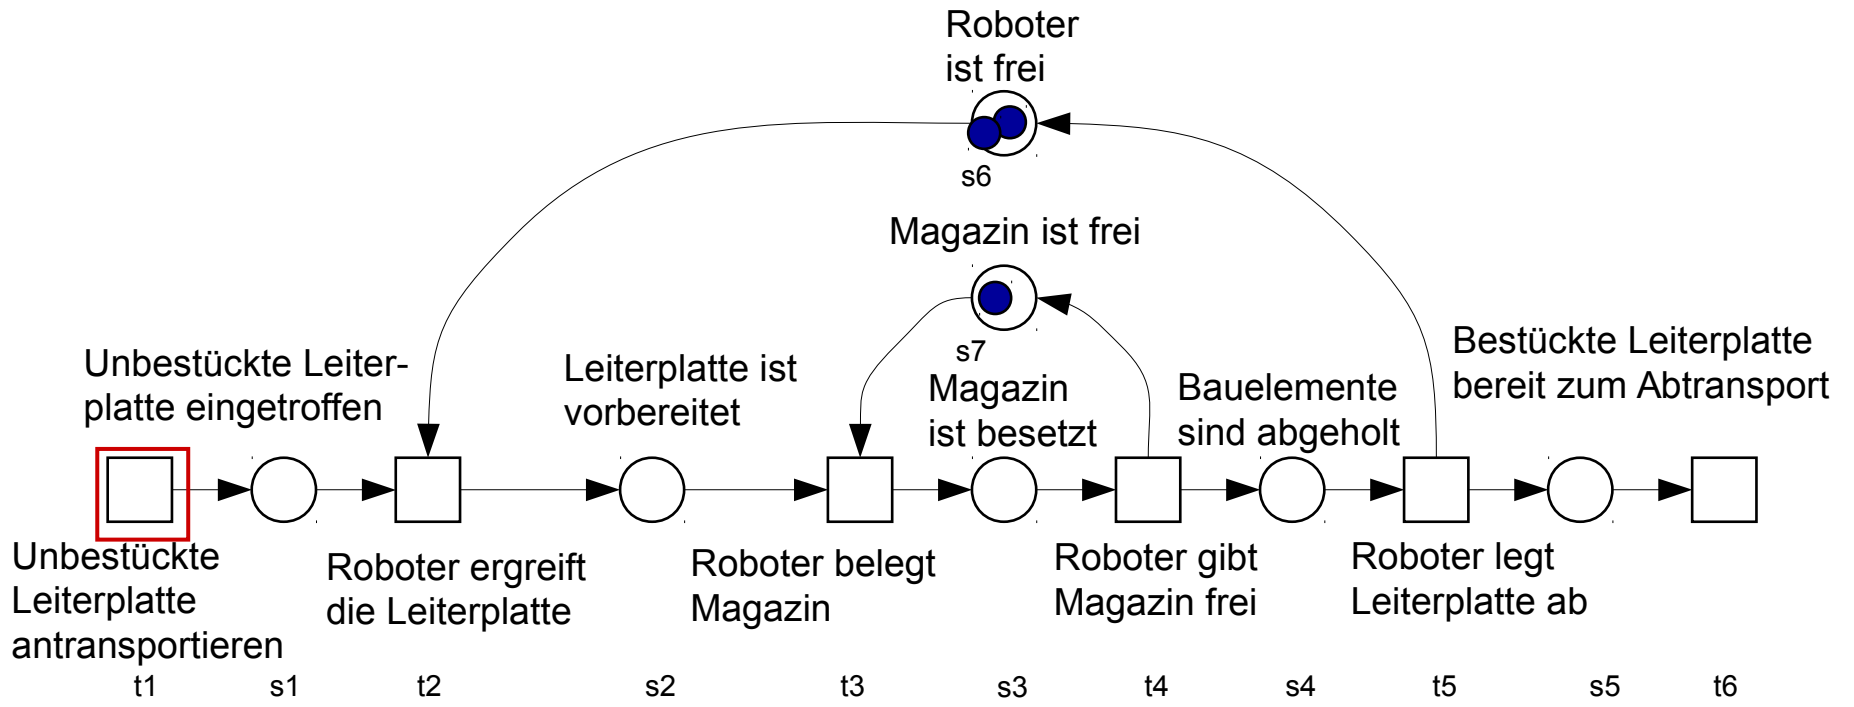 Roboter
ist frei
s6
Magazin ist frei
s7
Unbestückte Leiter-
platte eingetroffen
Leiterplatte ist
vorbereitet
Magazin
ist besetzt
Bauelemente
sind abgeholt
Bestückte Leiterplatte
bereit zum Abtransport
Unbestückte
Leiterplatte
antransportieren
Roboter ergreift
die Leiterplatte
Roboter belegt
Magazin
Roboter gibt
Magazin frei
Roboter legt
Leiterplatte ab
t1 s1 t2 s2 t3 s3 t4 s4 t5 s5 t6